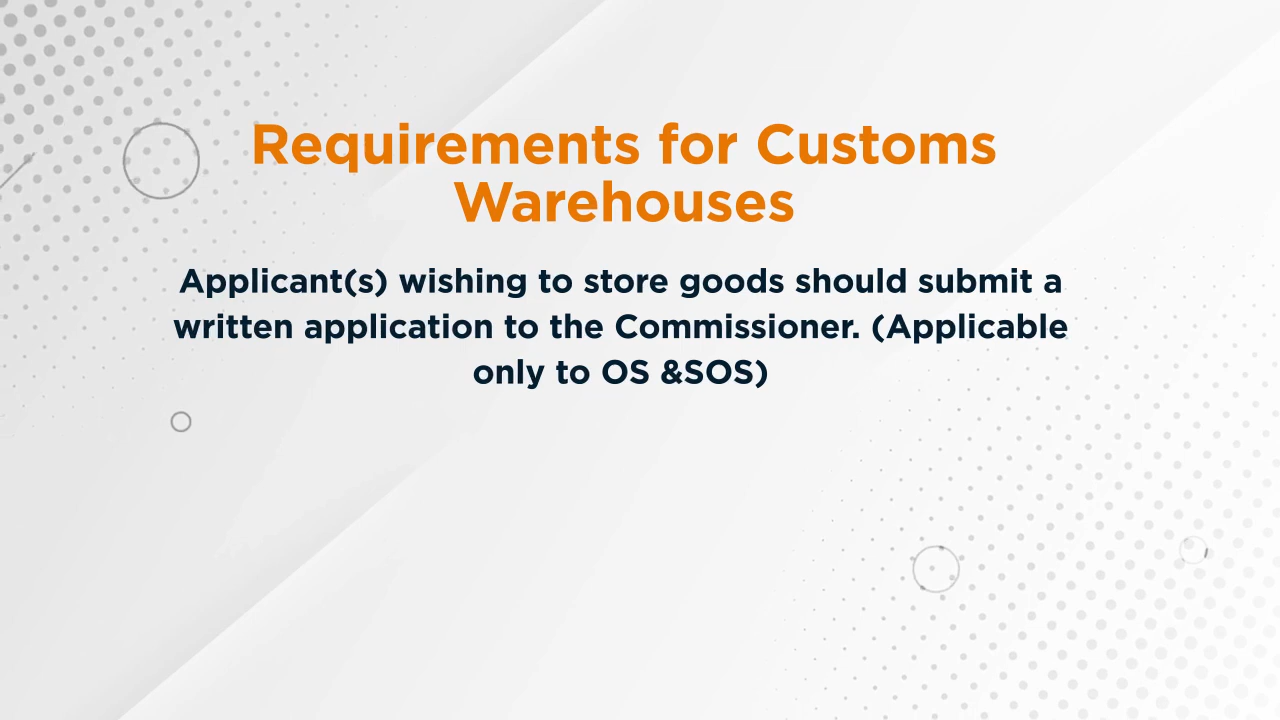 Requirements for Customs
Warehouses
Applicant(s) wishing to store goods should submit a
written application to the Commissioner. (Applicable
only to OS &SOS)